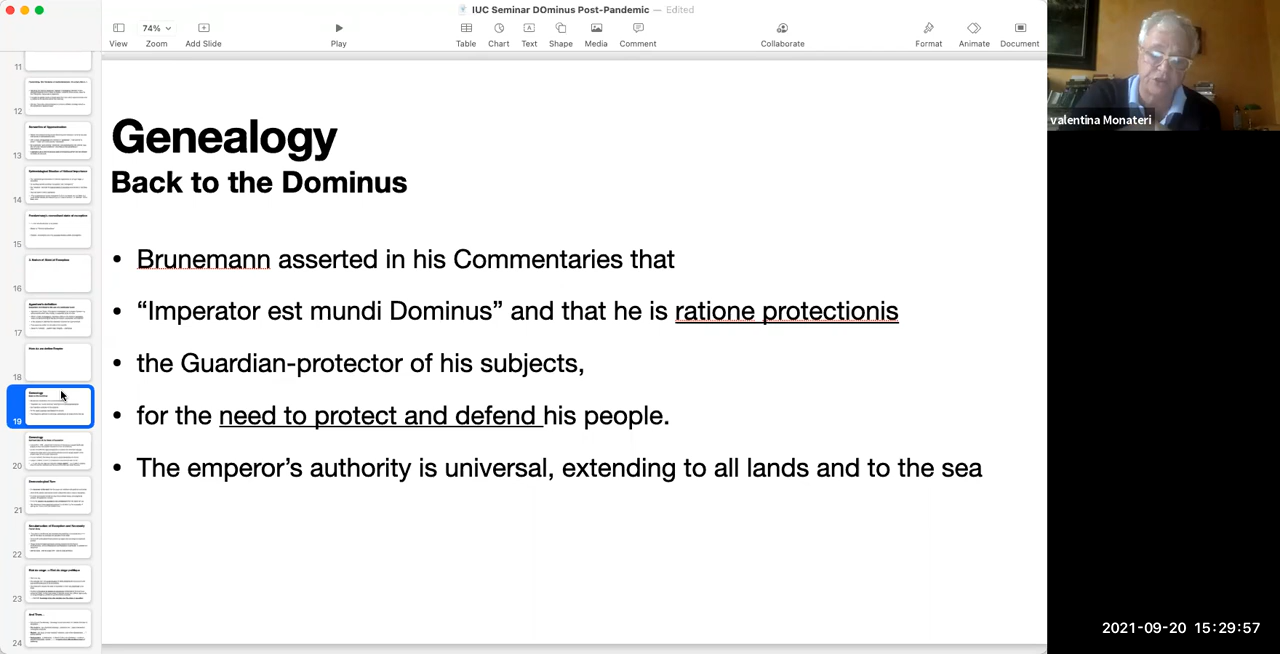 IUC Seminar DOminus Post-Pandemic — Edited
74%
View
Zoom
Add Slide
Play
Table
Chart
Text
Shape
Media
Comment
Collaborate
Format
Animate
Document
valentina Monateri
11
12
13
14
15
16
17
18
19
20
21
22
23
24
Genealogy
Back to the Dominus
• Brunemann asserted in his Commentaries that
• “Imperator est mundi Dominus” and that he is ratione protectionis
• the Guardian-protector of his subjects,
• for the need to protect and defend his people.
• The emperor’s authority is universal, extending to all lands and to the sea
2021-09-20 15:29:57